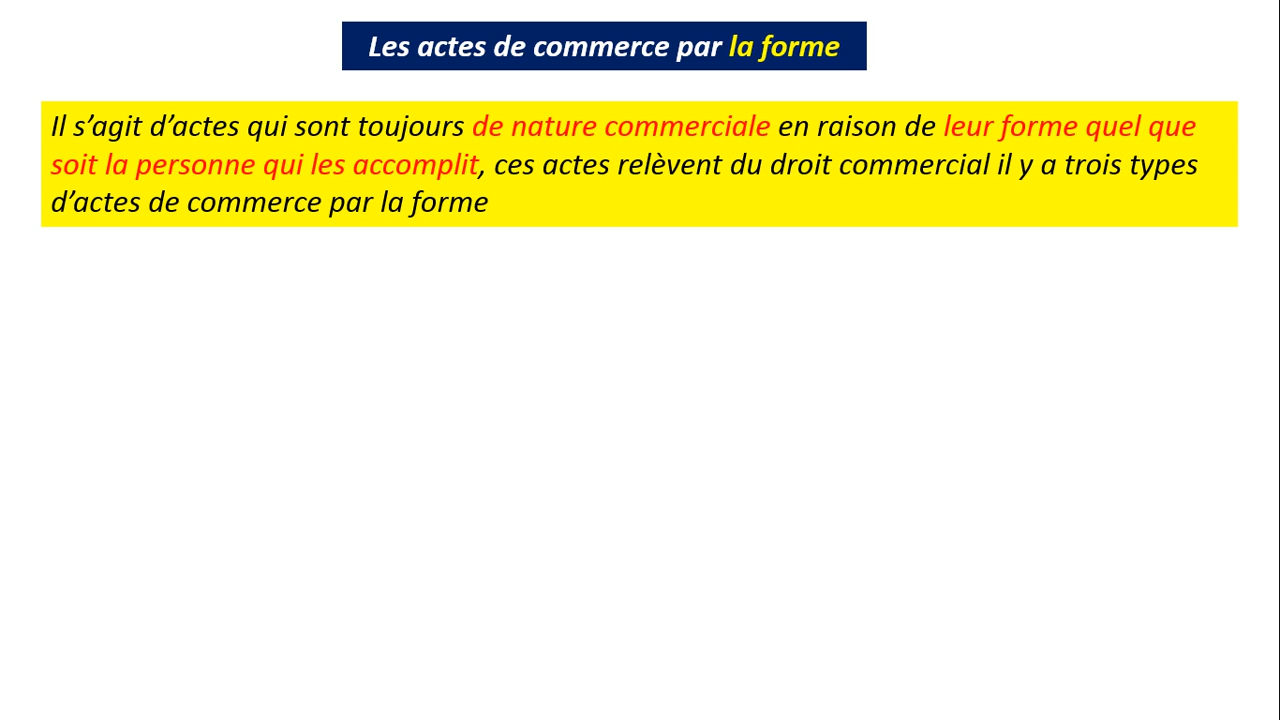 Les actes de commerce par la forme
Il s’agit d’actes qui sont toujours de nature commerciale en raison de leur forme quel que
soit la personne qui les accomplit, ces actes relèvent du droit commercial il y a trois types
d’actes de commerce par la forme